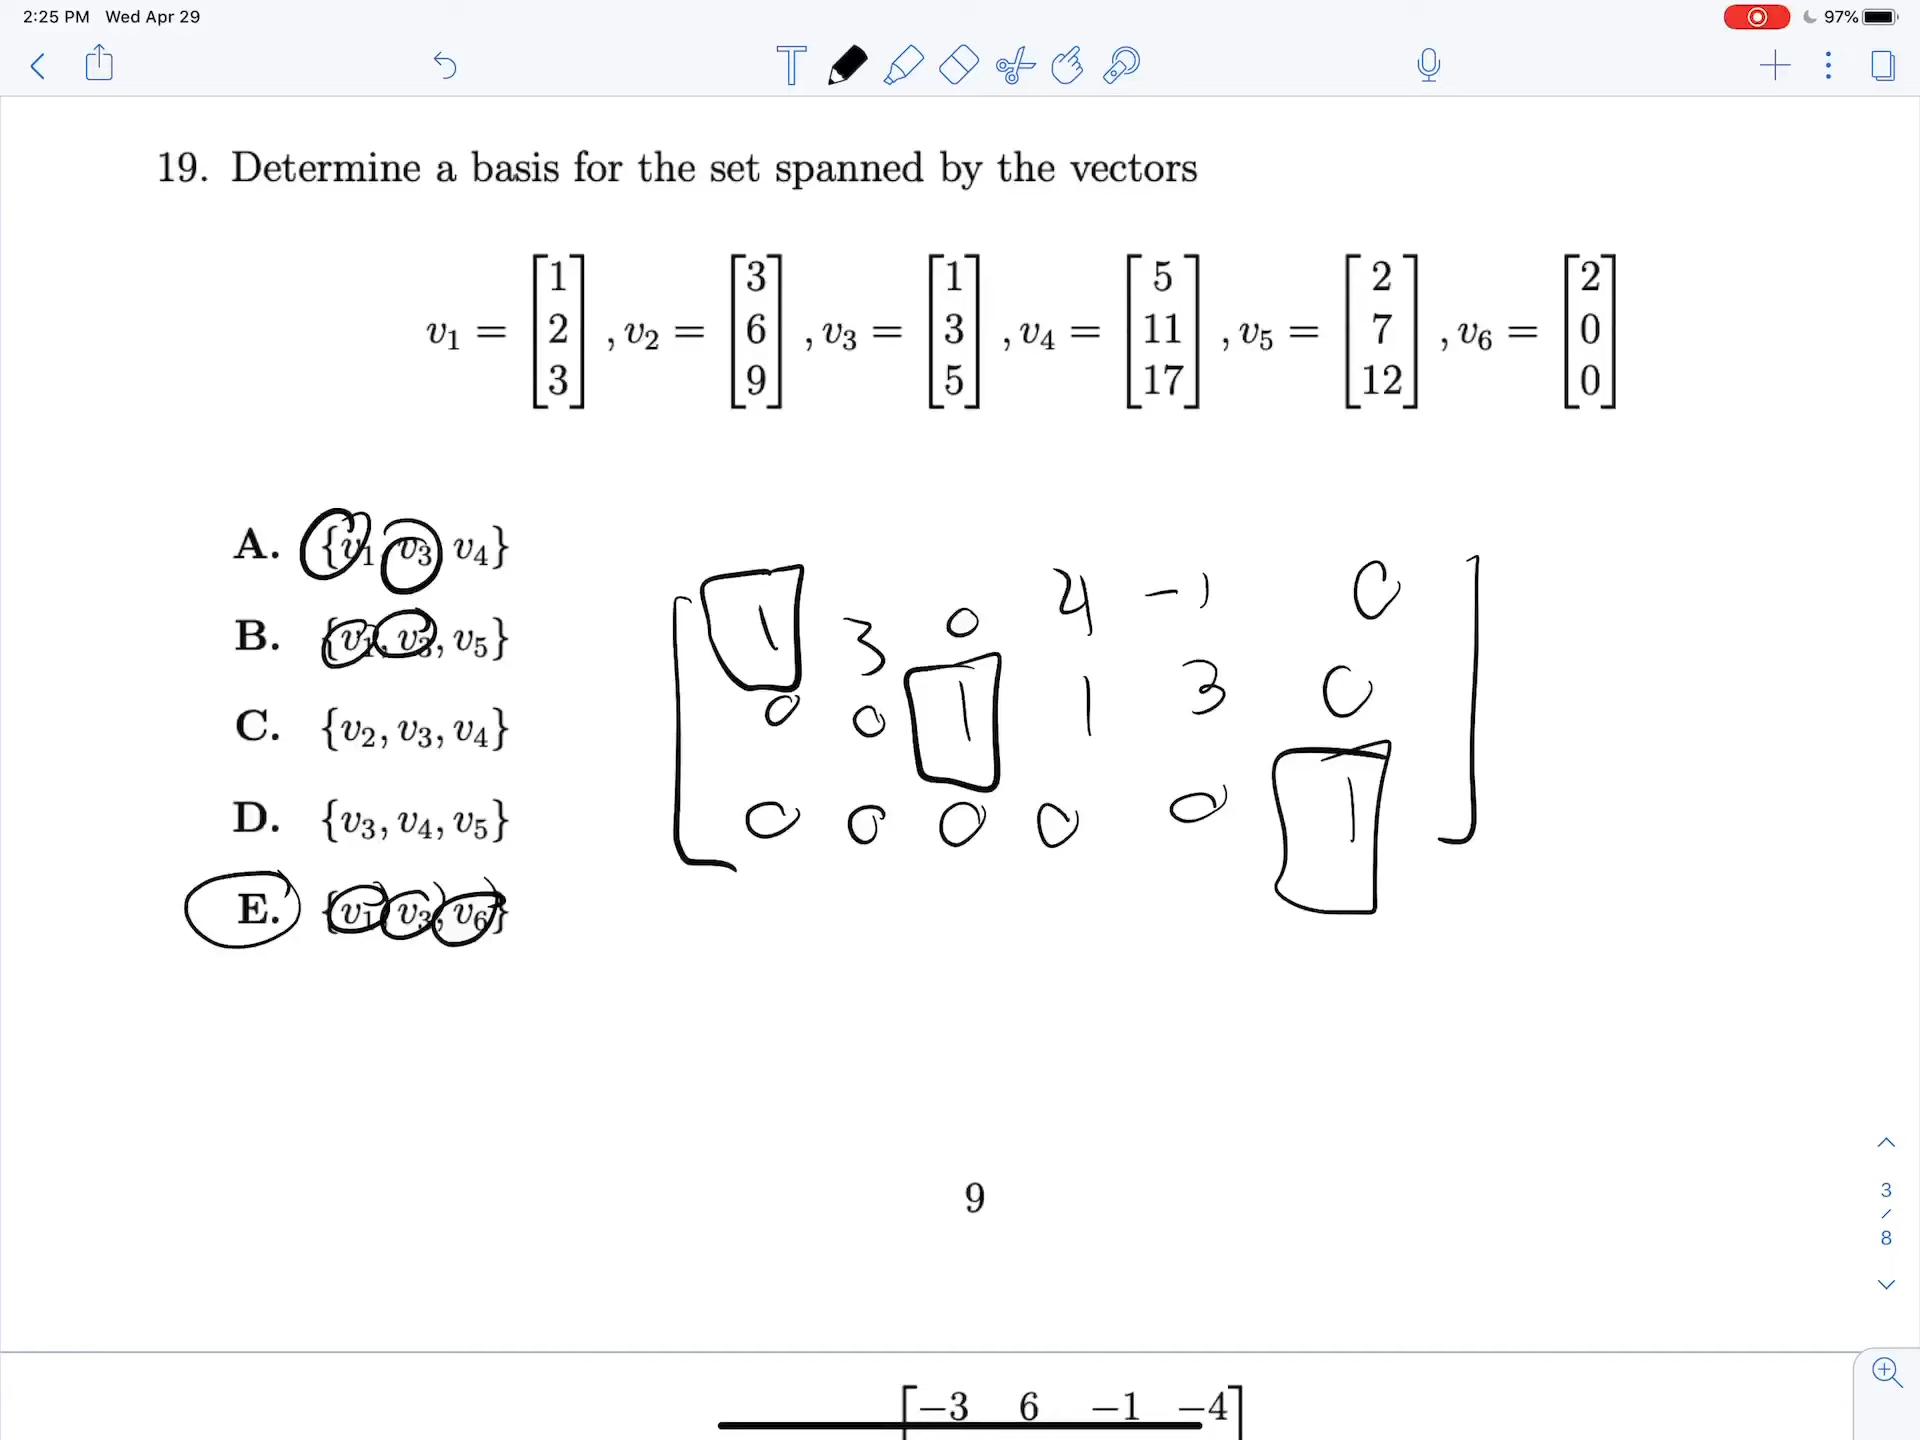 2:25 PM Wed Apr 29
97%
T
19. Determine a basis for the set spanned by the vectors
v₁ = [1 2 3], v₂ = [3 6 9], v₃ = [1 3 5], v₄ = [5 11 17], v₅ = [2 7 12], v₆ = [2 0 0]
A. {v₁, v₃, v₄}
B. {v₁, v₃, v₅}
C. {v₂, v₃, v₄}
D. {v₃, v₄, v₅}
E. {v₁, v₃, v₆}
1 3 0 4 -1 0
0 0 1 1 3 0
0 0 0 0 0 1
9
3
/
8
−3 6 −1 −4